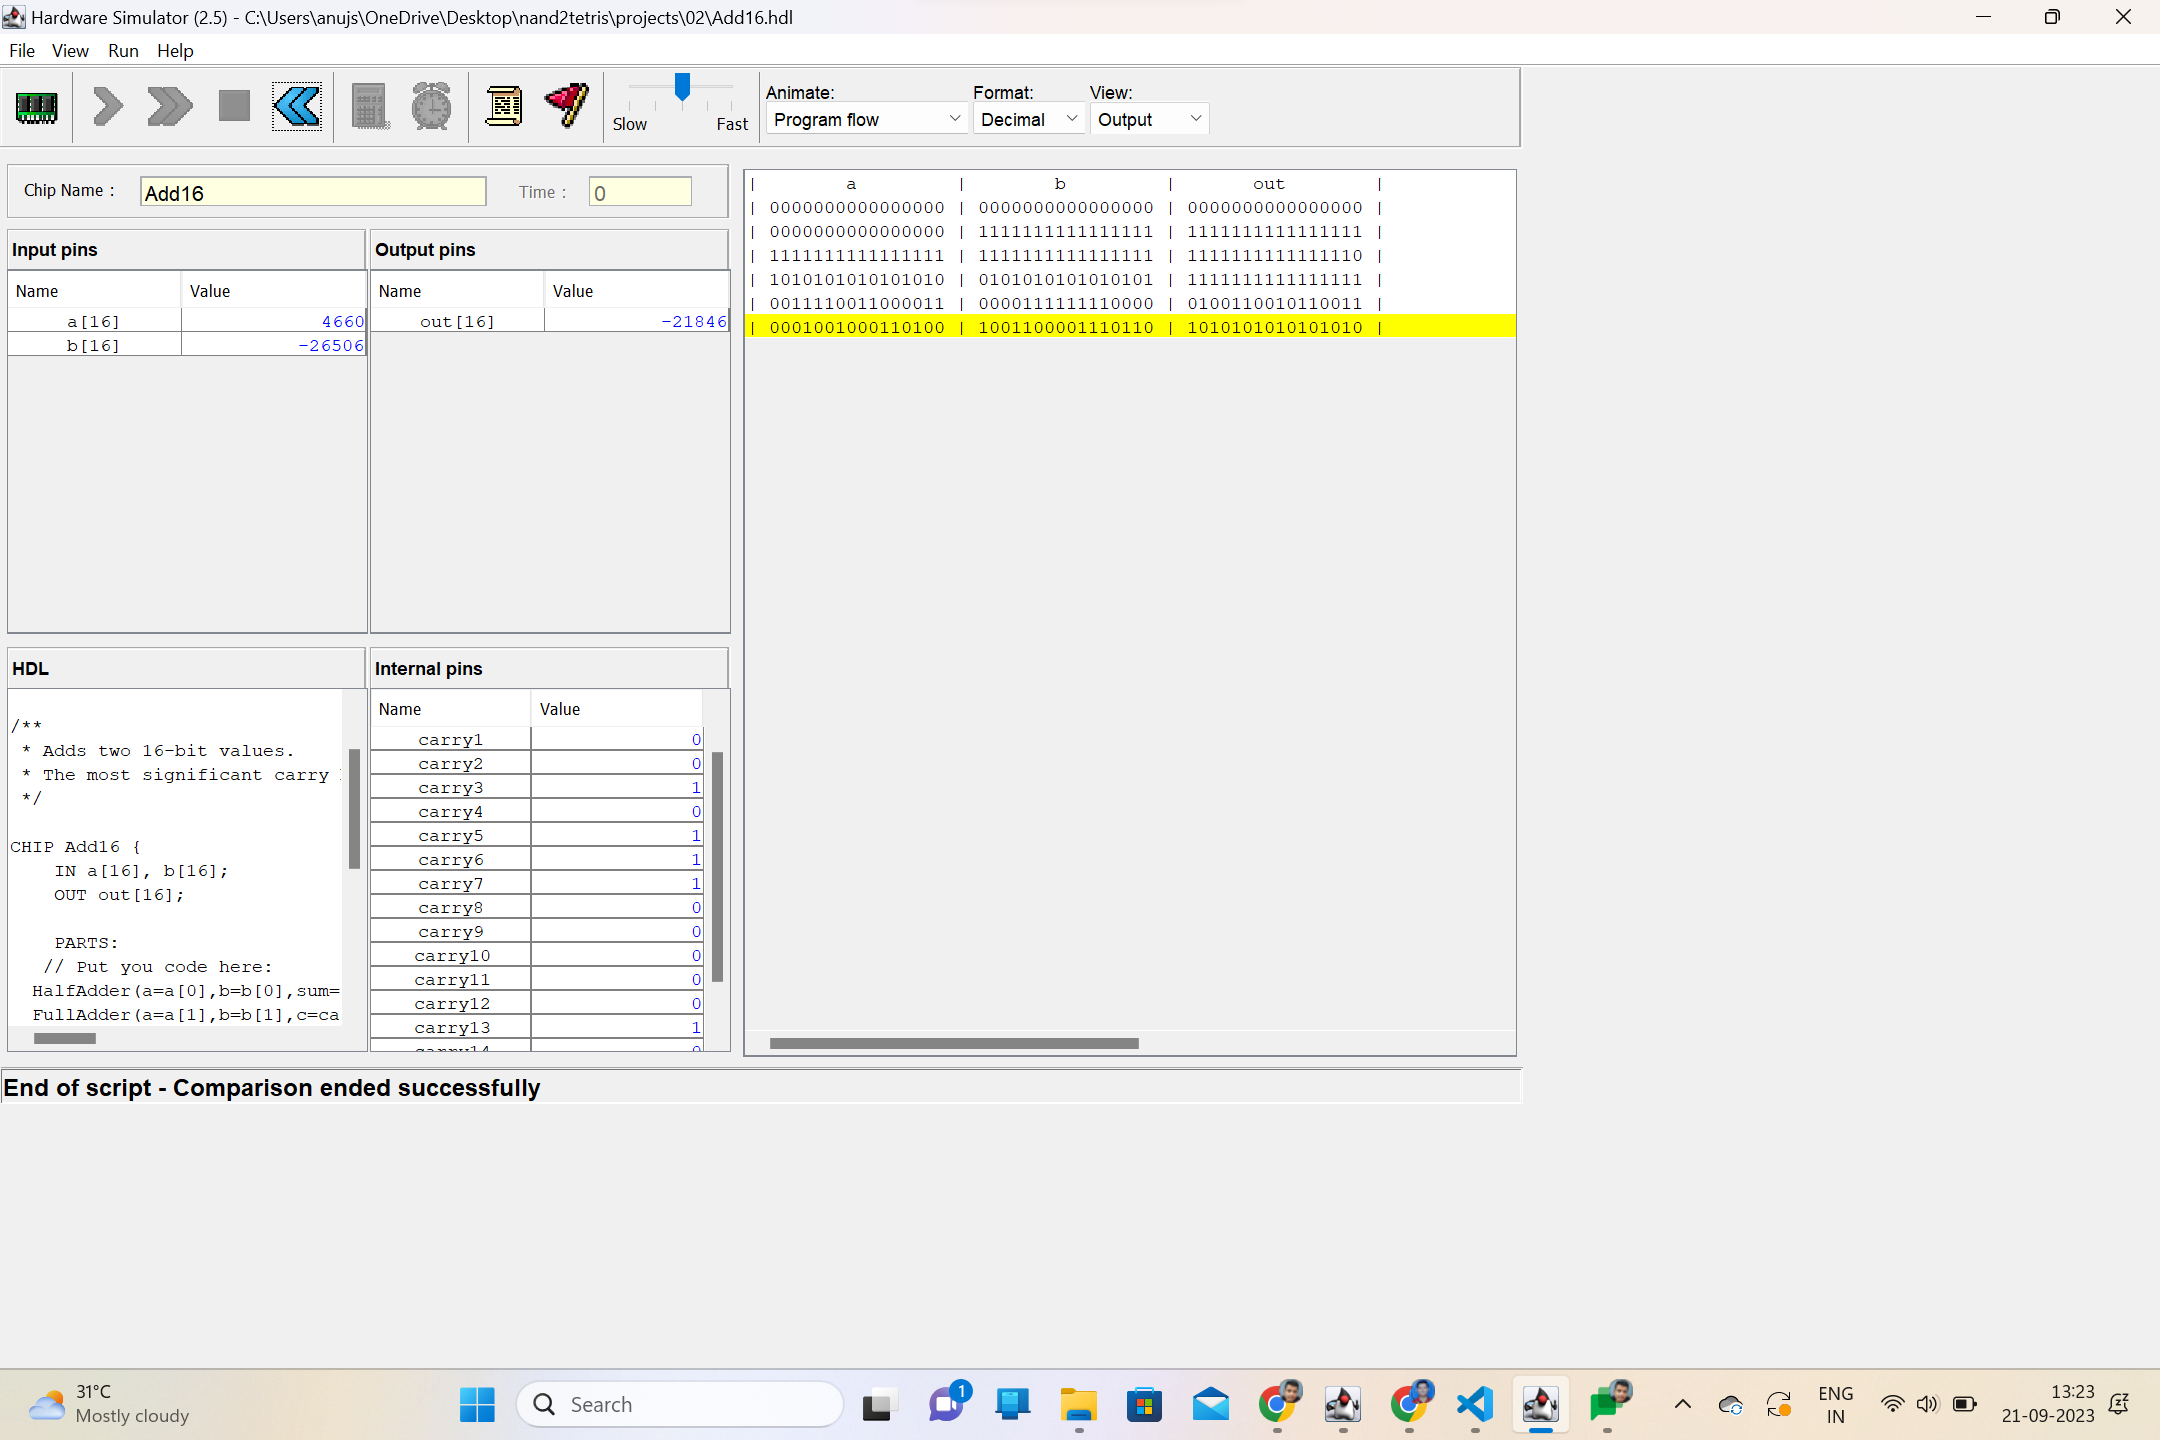 Hardware Simulator (2.5) - C:\Users\anujs\OneDrive\Desktop\nand2tetris\projects\02\Add16.hdl
File View Run Help
Slow Fast
Animate: Format: View:
Program flow Decimal Output
Chip Name : Add16 Time : 0
Input pins
Name Value
a[16] 4660
b[16] -26506
Output pins
Name Value
out[16] -21846
| a | b | out |
| 0000000000000000 | 0000000000000000 | 0000000000000000 |
| 0000000000000000 | 1111111111111111 | 1111111111111111 |
| 1111111111111111 | 1111111111111111 | 1111111111111110 |
| 1010101010101010 | 0101010101010101 | 1111111111111111 |
| 0011110011000011 | 0000111111110000 | 0100110010110011 |
| 0001001000110100 | 1001100001110110 | 1010101010101010 |
HDL
/**
* Adds two 16-bit values.
* The most significant carry
*/
CHIP Add16 {
IN a[16], b[16];
OUT out[16];
PARTS:
// Put you code here:
HalfAdder(a=a[0],b=b[0],sum=
FullAdder(a=a[1],b=b[1],c=ca
Internal pins
Name Value
carry1 0
carry2 0
carry3 1
carry4 0
carry5 1
carry6 1
carry7 1
carry8 0
carry9 0
carry10 0
carry11 0
carry12 0
carry13 1
carry14 0
End of script - Comparison ended successfully
31°C
Mostly cloudy
Search
1
ENG
IN
13:23
21-09-2023